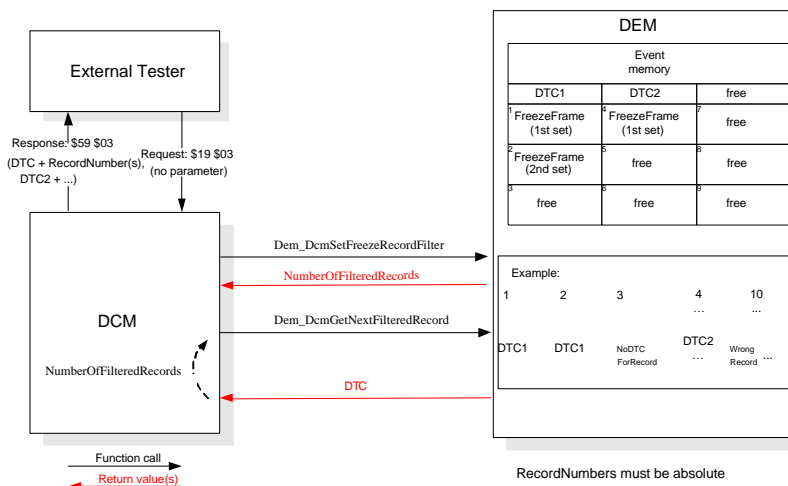 External Tester
Response: $59 $03
(DTC + RecordNumber(s),
DTC2 + ...)
Request: $19 $03
(no parameter)
DCM
NumberOfFilteredRecords
Dem_DcmSetFreezeRecordFilter
NumberOfFilteredRecords
Dem_DcmGetNextFilteredRecord
DTC
Function call
Return value(s)
DEM
Event
memory
DTC1 DTC2 free
1 FreezeFrame 4 FreezeFrame 7 free
(1st set) (1st set)
2 FreezeFrame 5 free 8 free
(2nd set)
3 free 6 free 9 free
Example:
1 2 3 4 10
... ...
DTC1 DTC1 NoDTC DTC2 Wrong
ForRecord ... Record ...
RecordNumbers must be absolute